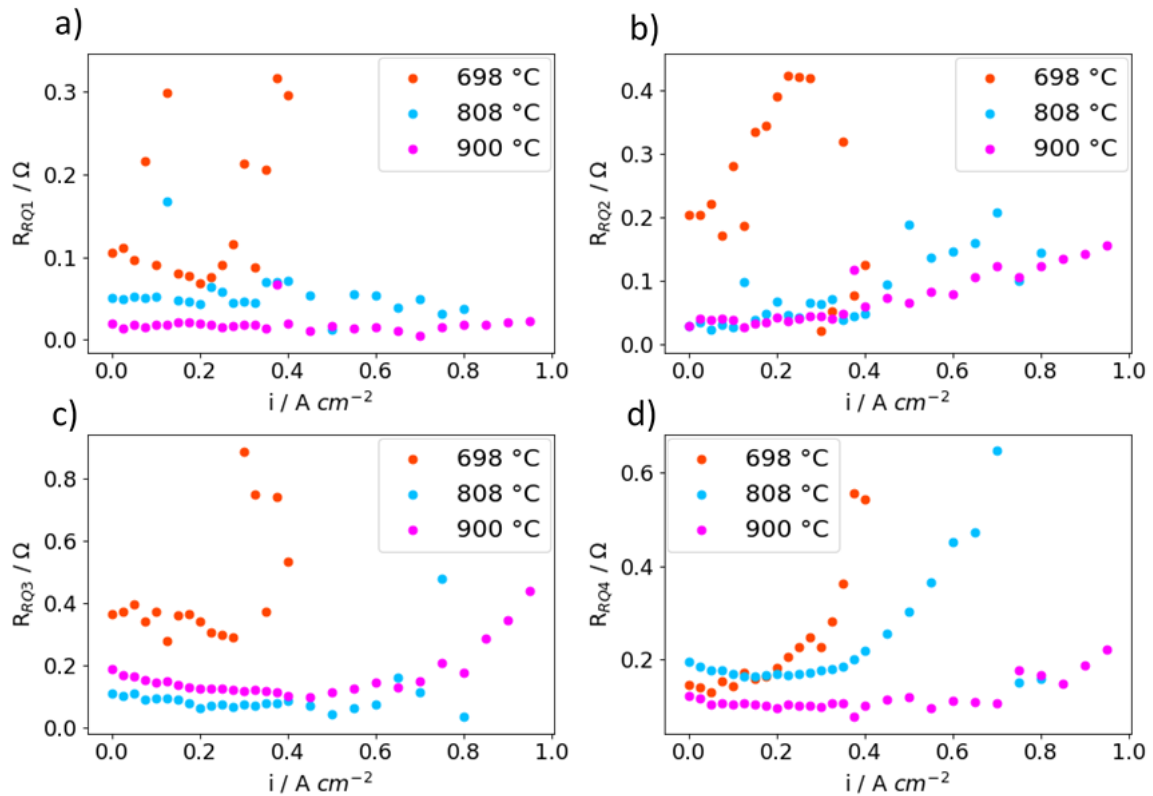 a)
0.3
0.2
0.1
0.0
R_RQ1 / Ω
698 °C
808 °C
900 °C
0.0 0.2 0.4 0.6 0.8 1.0
i / A cm⁻²
b)
0.4
0.3
0.2
0.1
0.0
R_RQ2 / Ω
698 °C
808 °C
900 °C
0.0 0.2 0.4 0.6 0.8 1.0
i / A cm⁻²
c)
0.8
0.6
0.4
0.2
0.0
R_RQ3 / Ω
698 °C
808 °C
900 °C
0.0 0.2 0.4 0.6 0.8 1.0
i / A cm⁻²
d)
0.6
0.4
0.2
R_RQ4 / Ω
698 °C
808 °C
900 °C
0.0 0.2 0.4 0.6 0.8 1.0
i / A cm⁻²